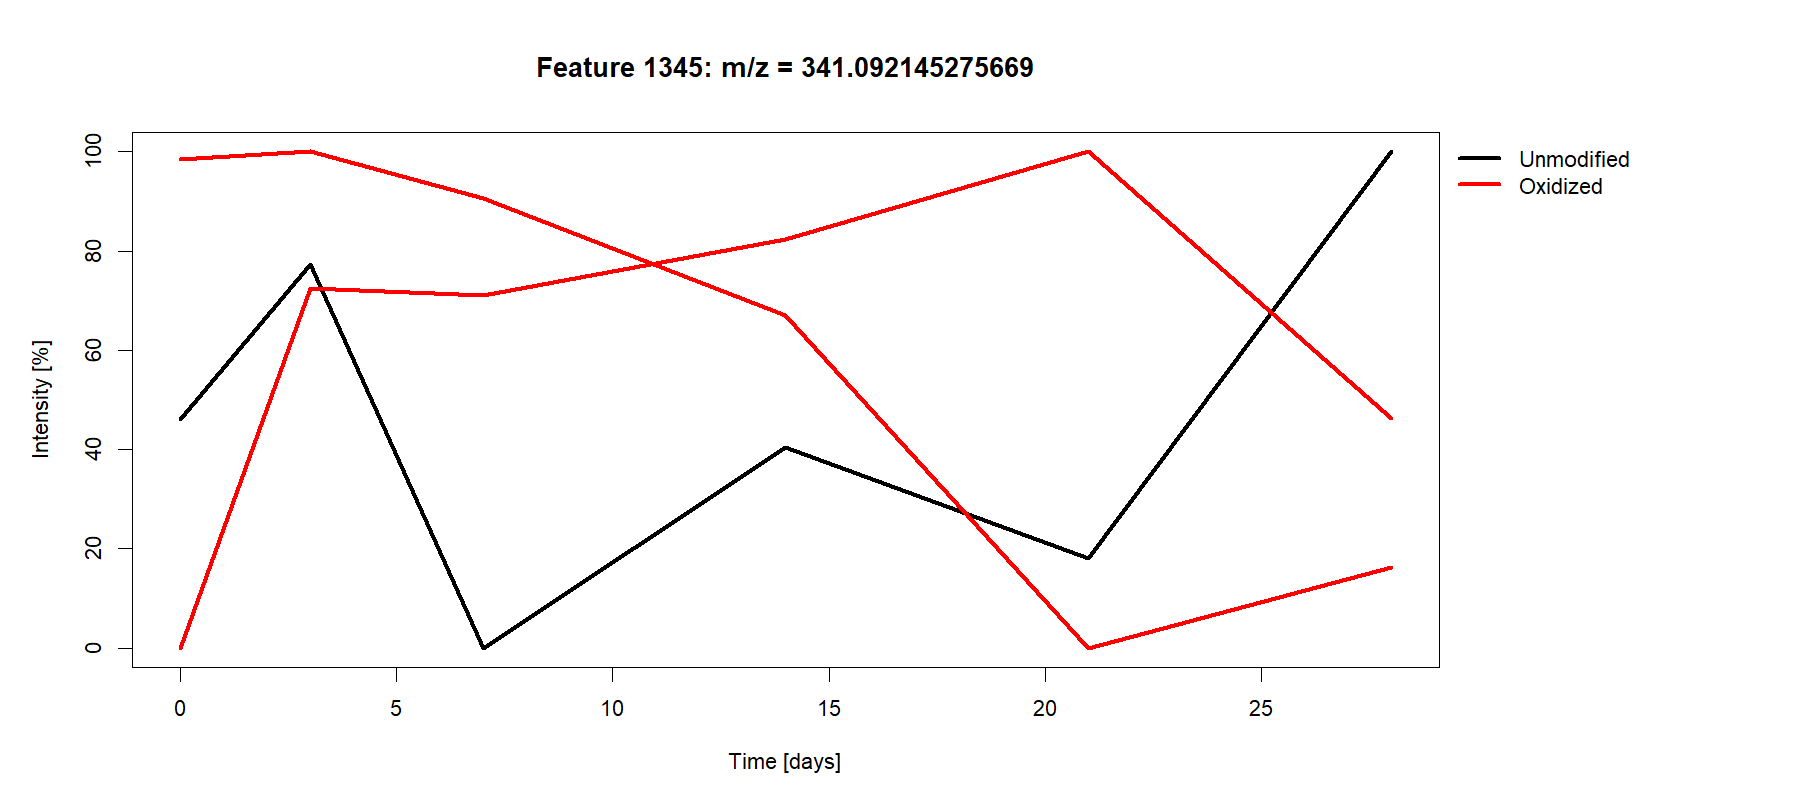 Feature 1345: m/z = 341.092145275669
Unmodified
Oxidized
Intensity [%]
100
80
60
40
20
0
0 5 10 15 20 25
Time [days]